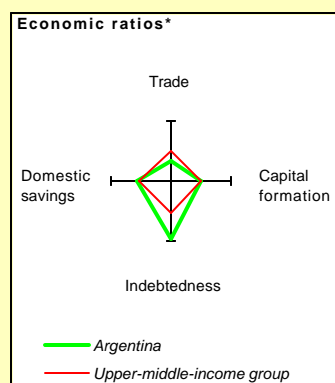 Economic ratios*
Trade
Domestic
savings
Capital
formation
Indebtedness
Argentina
Upper-middle-income group